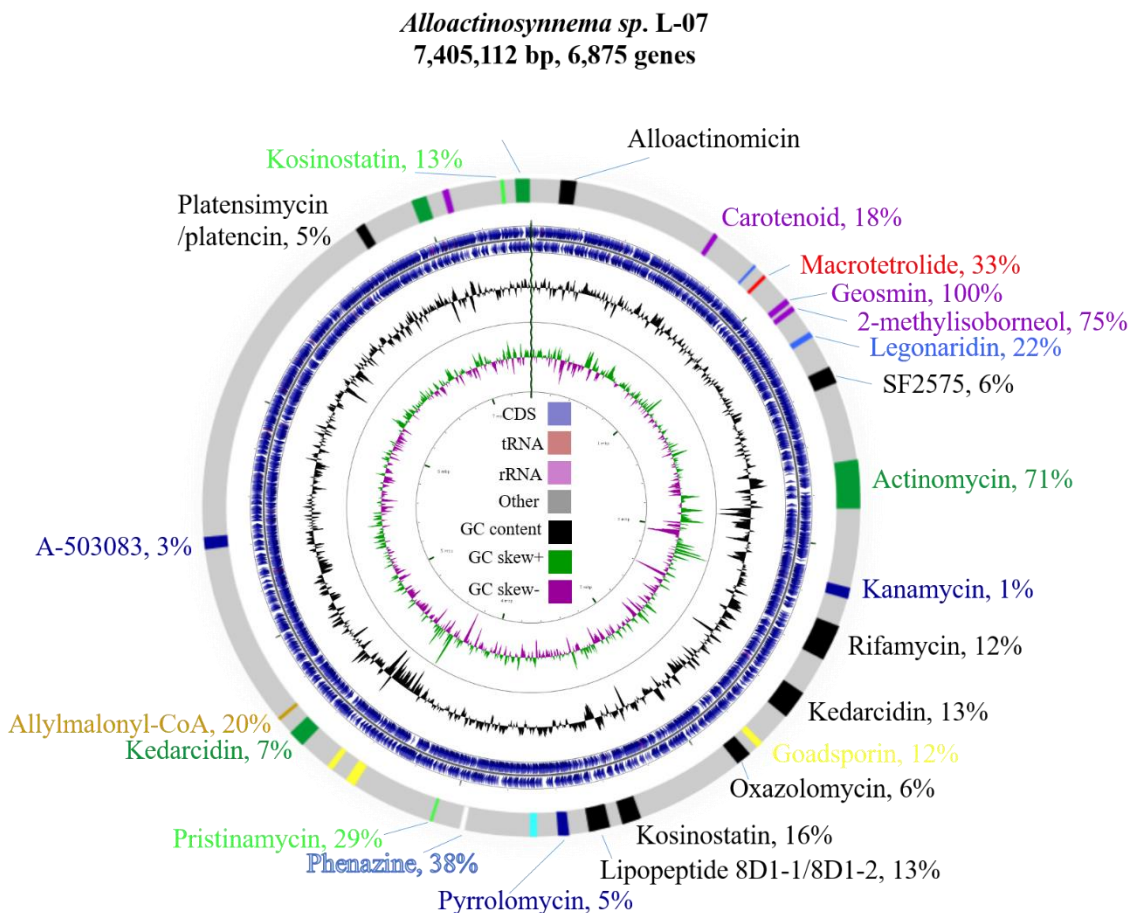 Alloactinosynnema sp. L-07
7,405,112 bp, 6,875 genes
Alloactinomicin
Kosinostatin, 13%
Platensimycin
/platencin, 5%
Carotenoid, 18%
Macrotetrolide, 33%
Geosmin, 100%
2-methylisoborneol, 75%
Legonaridin, 22%
SF2575, 6%
Actinomycin, 71%
Kanamycin, 1%
Rifamycin, 12%
Kedarcidin, 13%
Goadsporin, 12%
Oxazolomycin, 6%
Kosinostatin, 16%
Lipopeptide 8D1-1/8D1-2, 13%
Pyrrolomycin, 5%
Phenazine, 38%
Pristinamycin, 29%
Kedarcidin, 7%
Allylmalonyl-CoA, 20%
A-503083, 3%
CDS
tRNA
rRNA
Other
GC content
GC skew+
GC skew-